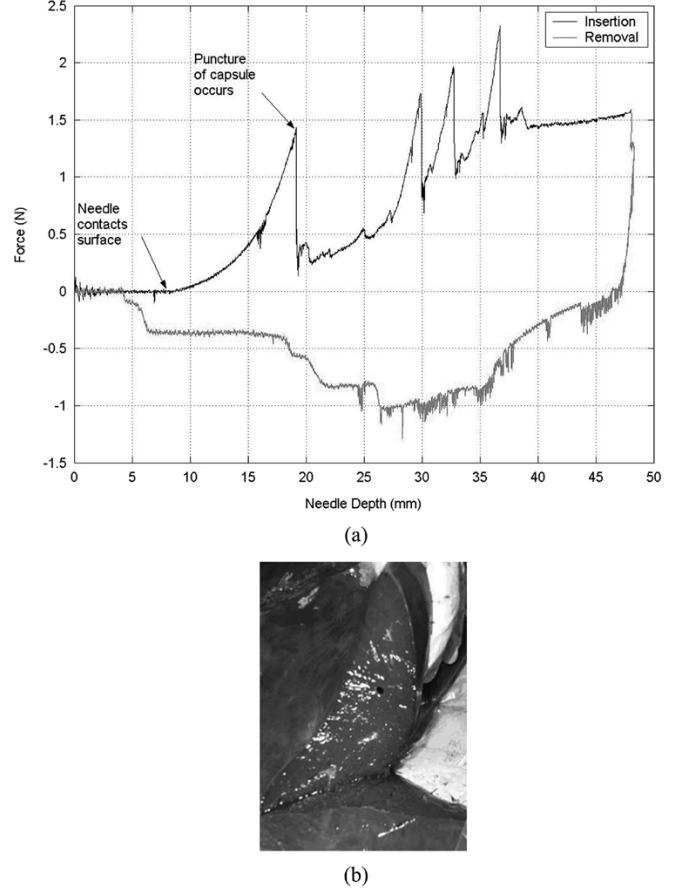 2.5
Insertion
Removal
2
Puncture
of capsule
occurs
1.5
1
Needle
contacts
surface
0.5
Force (N)
0
-0.5
-1
-1.5
0 5 10 15 20 25 30 35 40 45 50
Needle Depth (mm)
(a)
(b)